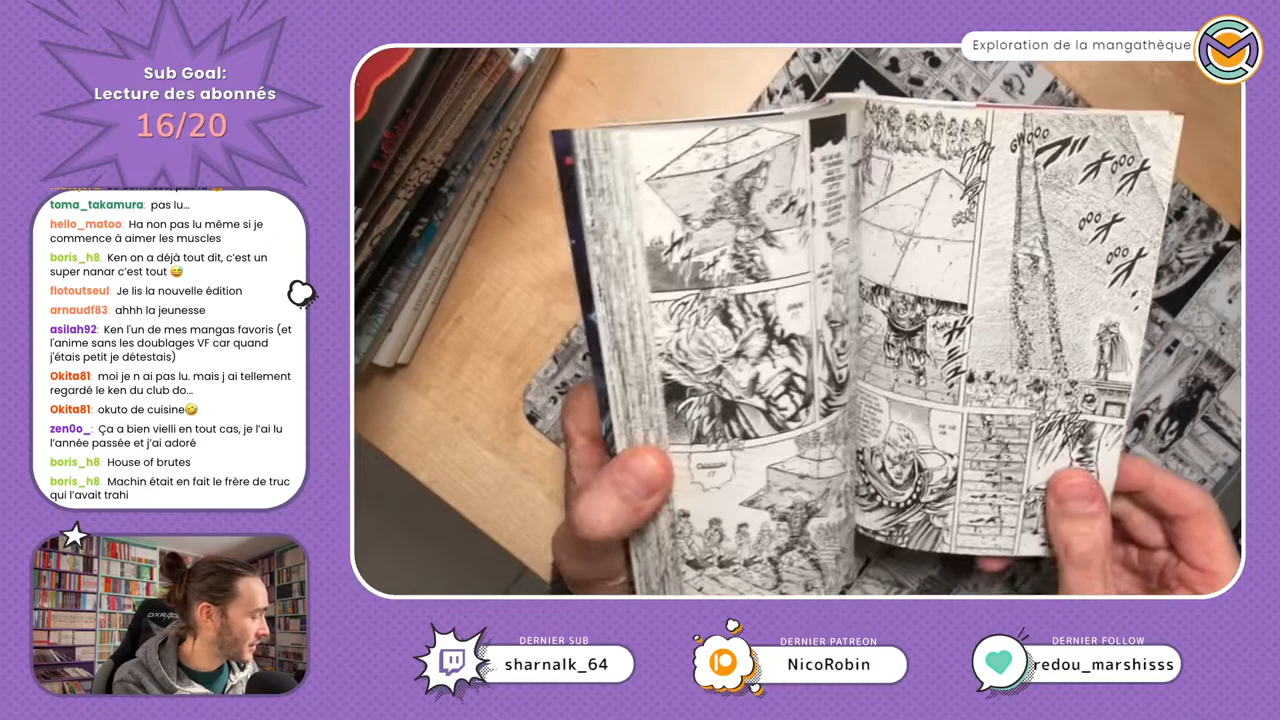 Sub Goal:
Lecture des abonnés
16/20
toma_takamura: pas lu...
hello_matoo: Ha non pas lu même si je
commence à aimer les muscles
boris_h8: Ken on a déjà tout dit, c'est un
super nanar c'est tout 😅
flotoutseul: Je lis la nouvelle édition
arnaudf83: ahhh la jeunesse
asilah92: Ken l'un de mes mangas favoris (et
l'anime sans les doublages VF car quand
j'étais petit je détestais)
Okita81: moi je n ai pas lu. mais j ai tellement
regardé le ken du club do...
Okita81: okuto de cuisine🤣
zen0o_: Ça a bien vielli en tout cas, je l'ai lu
l'année passée et j'ai adoré
boris_h8: House of brutes
boris_h8: Machin était en fait le frère de truc
qui l'avait trahi
DXRACER
Exploration de la mangathèque
GWOOO
OOO
OOO
OOO
OOO
DERNIER SUB
sharnalk_64
DERNIER PATREON
NicoRobin
DERNIER FOLLOW
redou_marshisss